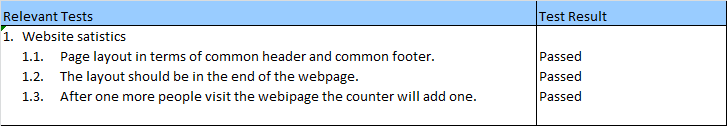 Relevant Tests Test Result
1. Website satistics
1.1. Page layout in terms of common header and common footer. Passed
1.2. The layout should be in the end of the webpage. Passed
1.3. After one more people visit the webipage the counter will add one. Passed